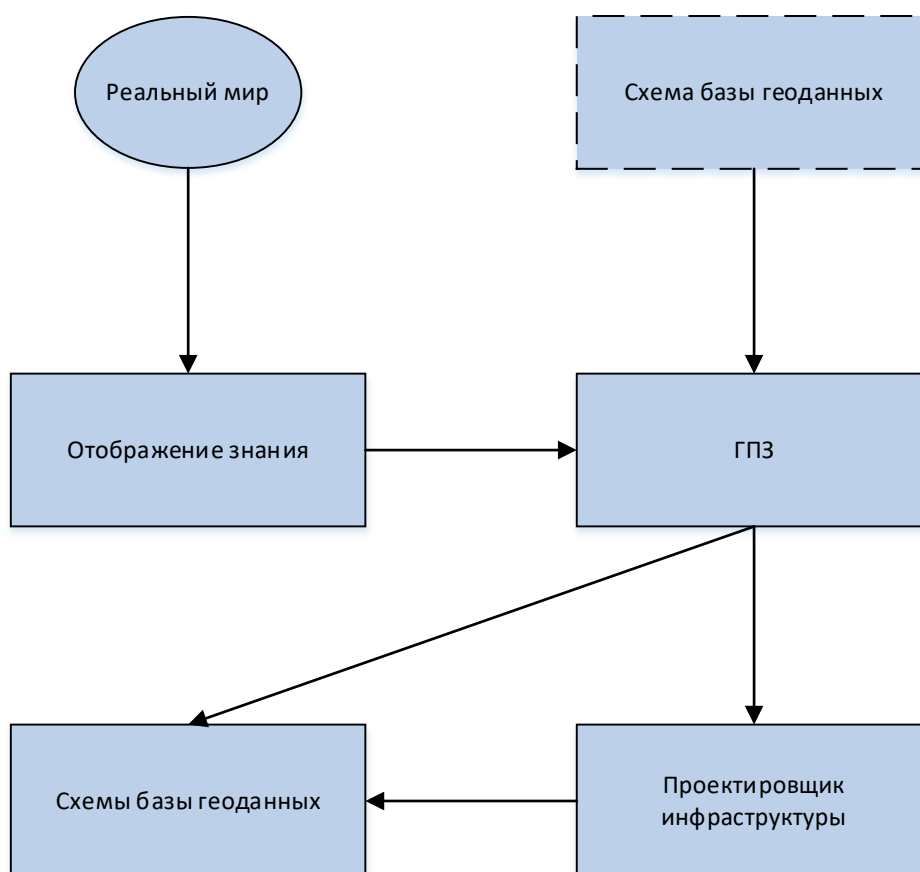 Реальный мир
Схема базы геоданных
Отображение знания
ГПЗ
Схемы базы геоданных
Проектировщик
инфраструктуры